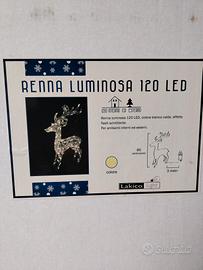 RENNA LUMINOSA 120 LED
Renna luminosa 120 LED, colore bianco caldo, effetto
flash scintillante.
Per ambienti interni ed esterni.
colore
Lakico
subito